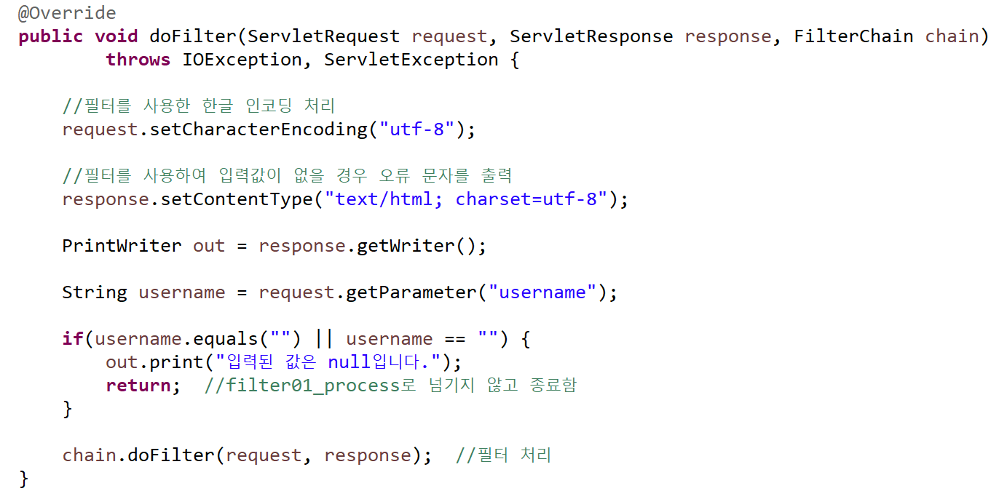 @Override
public void doFilter(ServletRequest request, ServletResponse response, FilterChain chain)
        throws IOException, ServletException {

    //필터를 사용한 한글 인코딩 처리
    request.setCharacterEncoding("utf-8");

    //필터를 사용하여 입력값이 없을 경우 오류 문자를 출력
    response.setContentType("text/html; charset=utf-8");

    PrintWriter out = response.getWriter();

    String username = request.getParameter("username");

    if(username.equals("") || username == "") {
        out.print("입력된 값은 null입니다.");
        return;  //filter01_process로 넘기지 않고 종료함
    }

    chain.doFilter(request, response);  //필터 처리
}